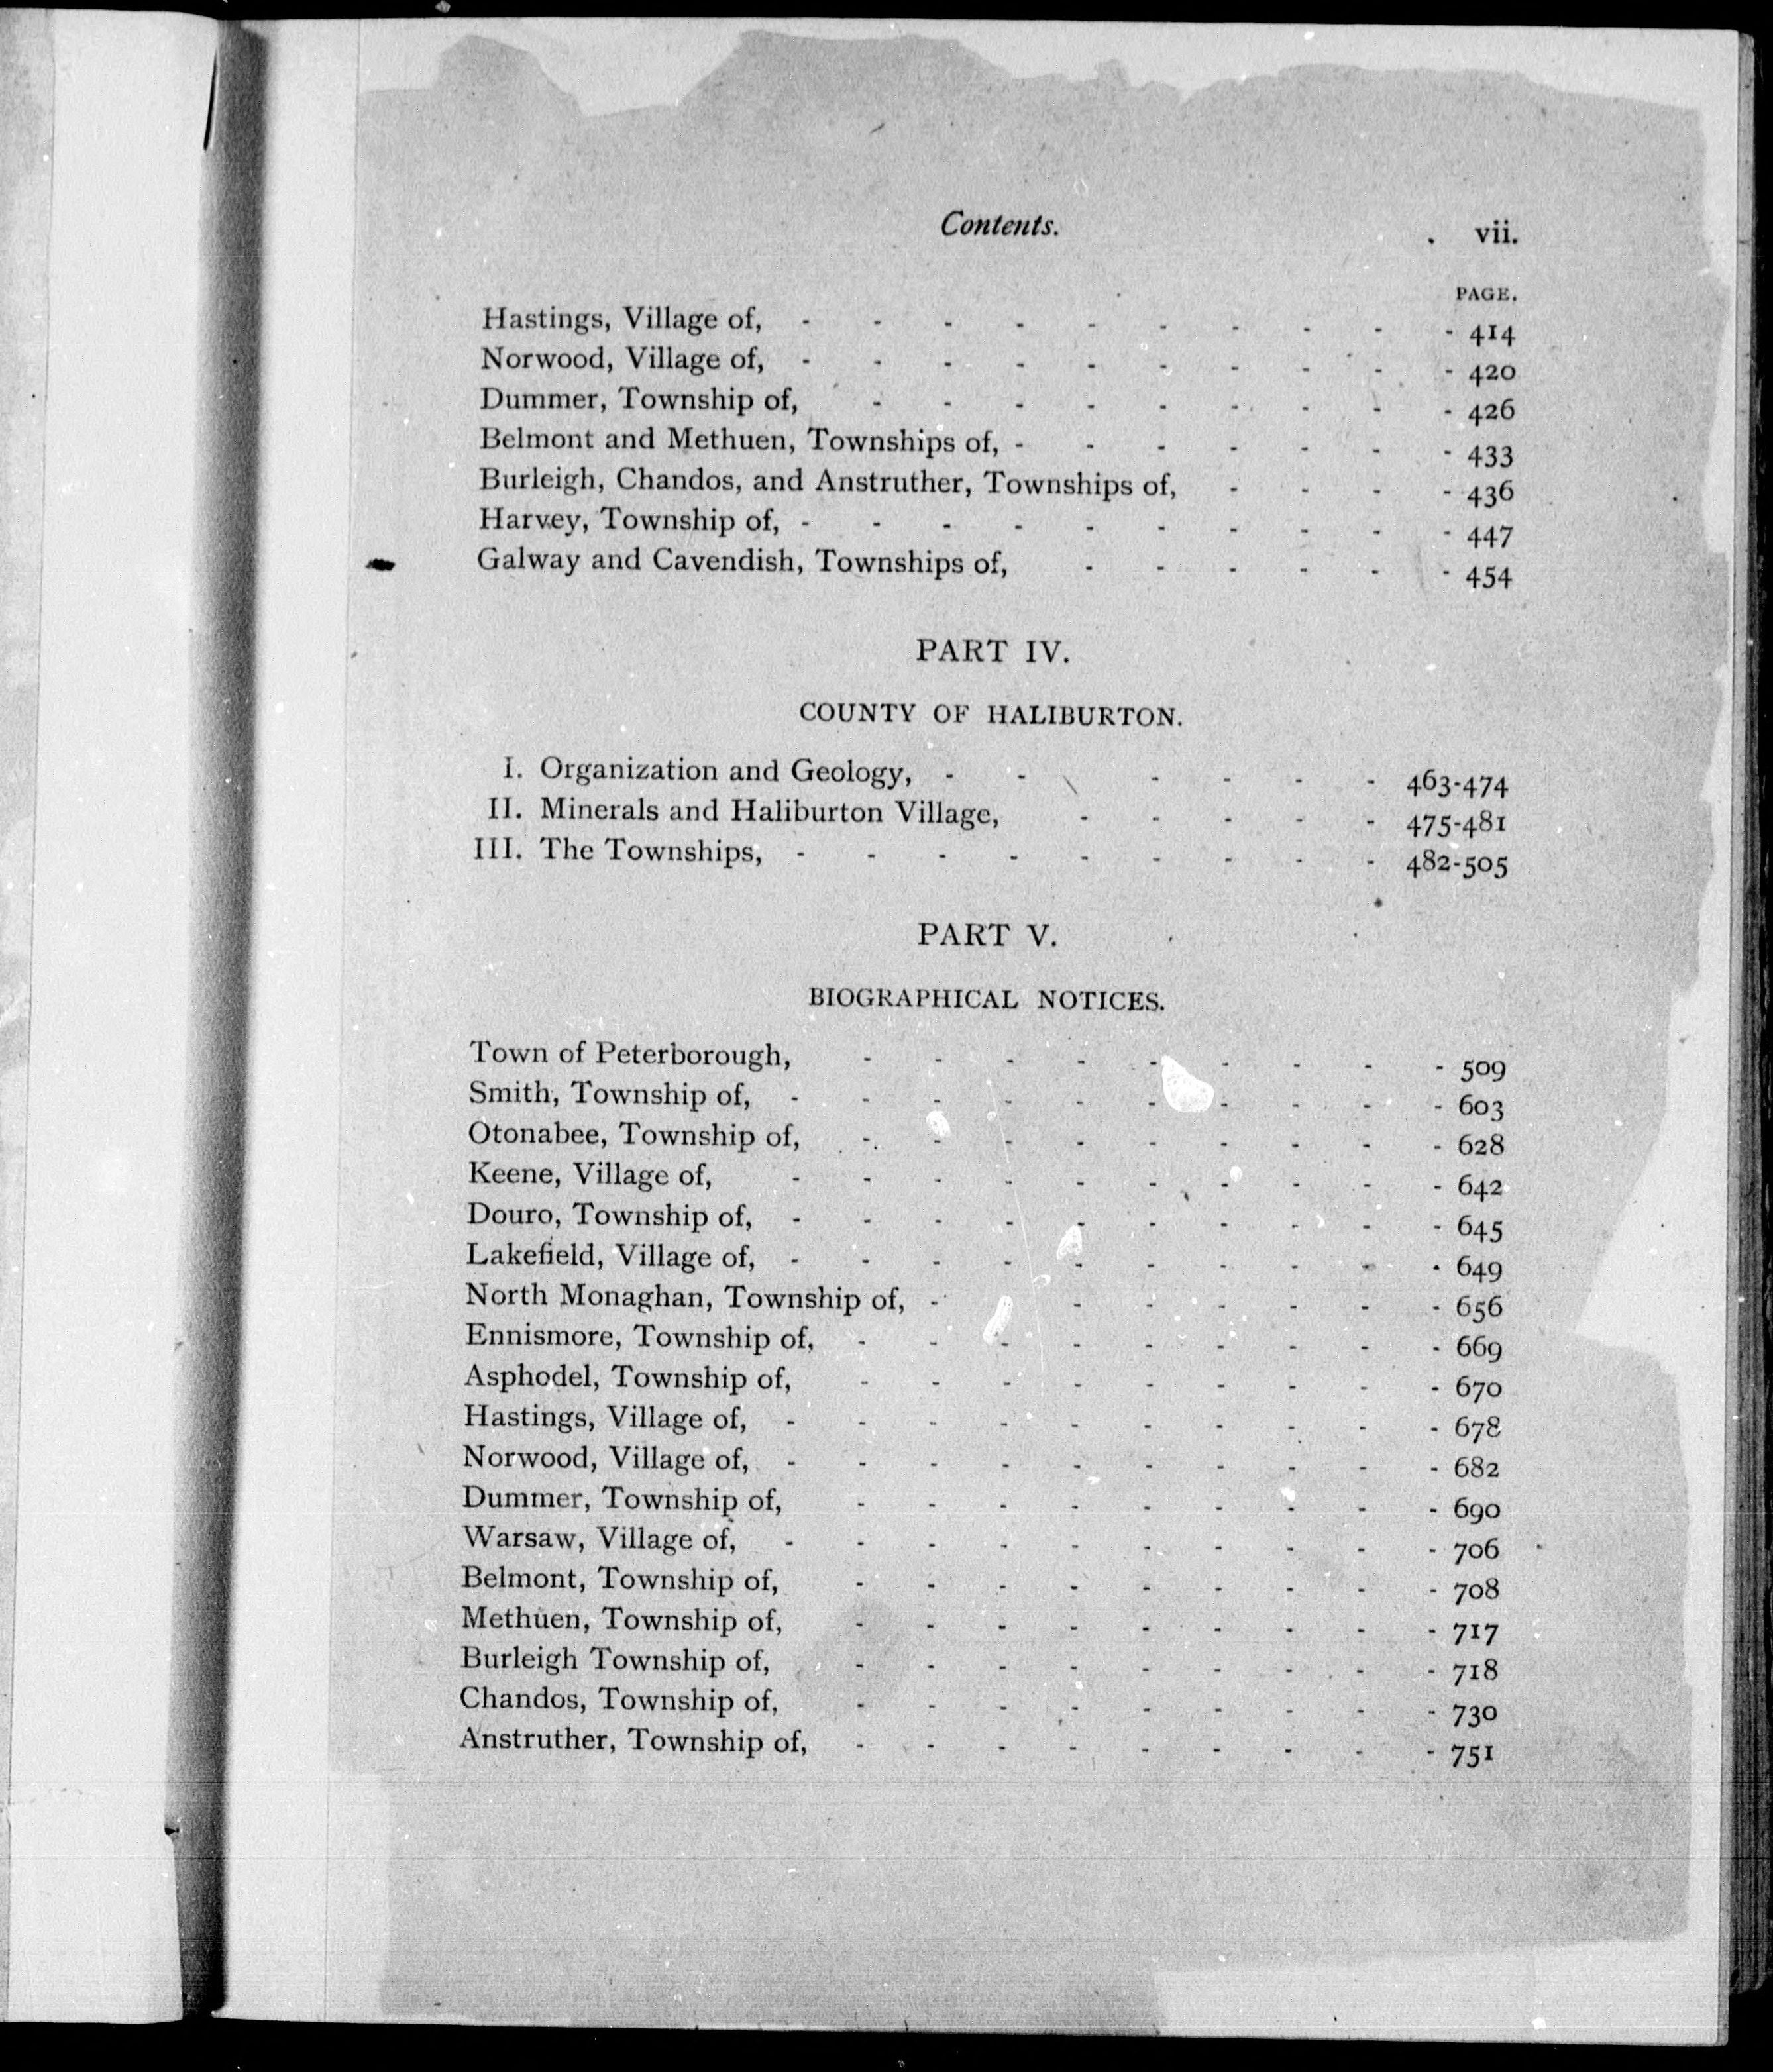 Contents. vii.
PAGE.
Hastings, Village of, - - - - - - - - - - 414
Norwood, Village of, - - - - - - - - - - 420
Dummer, Township of, - - - - - - - - - 426
Belmont and Methuen, Townships of, - - - - - - - 433
Burleigh, Chandos, and Anstruther, Townships of, - - - - 436
Harvey, Township of, - - - - - - - - - - 447
Galway and Cavendish, Townships of, - - - - - - 454
PART IV.
COUNTY OF HALIBURTON.
I. Organization and Geology, - - - - - - 463-474
II. Minerals and Haliburton Village, - - - - - 475-481
III. The Townships, - - - - - - - - - 482-505
PART V.
BIOGRAPHICAL NOTICES.
Town of Peterborough, - - - - - - - - - 509
Smith, Township of, - - - - - - - - - - 603
Otonabee, Township of, - - - - - - - - - 628
Keene, Village of, - - - - - - - - - - 642
Douro, Township of, - - - - - - - - - - 645
Lakefield, Village of, - - - - - - - - - - 649
North Monaghan, Township of, - - - - - - - 656
Ennismore, Township of, - - - - - - - - - 669
Asphodel, Township of, - - - - - - - - - 670
Hastings, Village of, - - - - - - - - - - 678
Norwood, Village of, - - - - - - - - - - 682
Dummer, Township of, - - - - - - - - - 690
Warsaw, Village of, - - - - - - - - - - 706
Belmont, Township of, - - - - - - - - - 708
Methuen, Township of, - - - - - - - - - 717
Burleigh Township of, - - - - - - - - - 718
Chandos, Township of, - - - - - - - - - 730
Anstruther, Township of, - - - - - - - - - 751